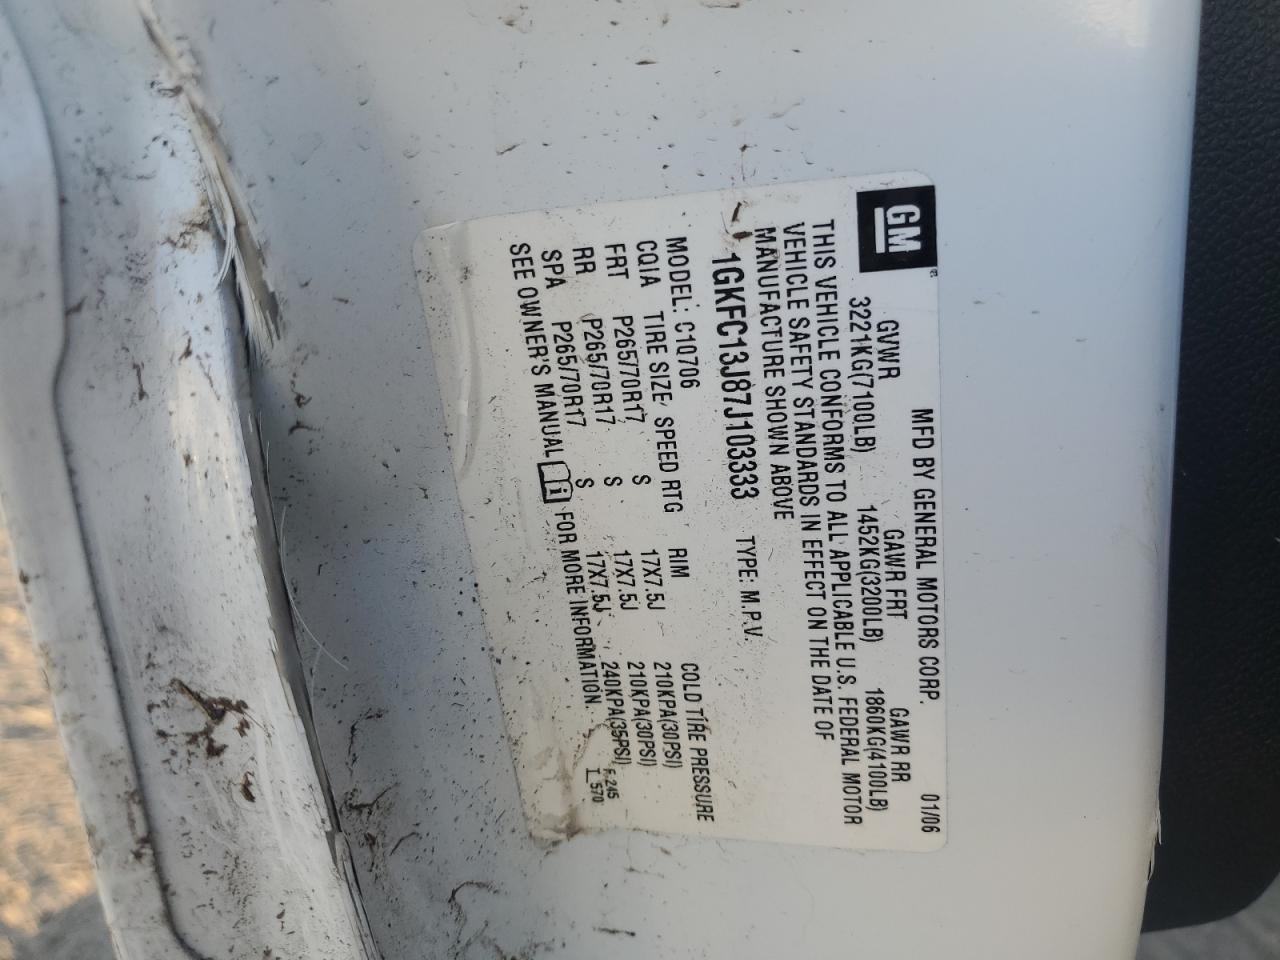 GM
MFD BY GENERAL MOTORS CORP. 01/06
GVWR GAWR FRT GAWR RR
3221KG(7100LB) 1452KG(3200LB) 1860KG(4100LB)
THIS VEHICLE CONFORMS TO ALL APPLICABLE U.S. FEDERAL MOTOR
VEHICLE SAFETY STANDARDS IN EFFECT ON THE DATE OF
MANUFACTURE SHOWN ABOVE
1GKFC13J87J103333 TYPE: M.P.V.
MODEL: C1Q706
CQIA TIRE SIZE SPEED RTG RIM COLD TIRE PRESSURE
FRT P265/70R17 S 17X7.5J 210KPA(30PSI)
RR P265/70R17 S 17X7.5J 210KPA(30PSI)
SPA P265/70R17 S 17X7.5J 240KPA(35PSI)
SEE OWNER'S MANUAL i FOR MORE INFORMATION. F-245
L 570